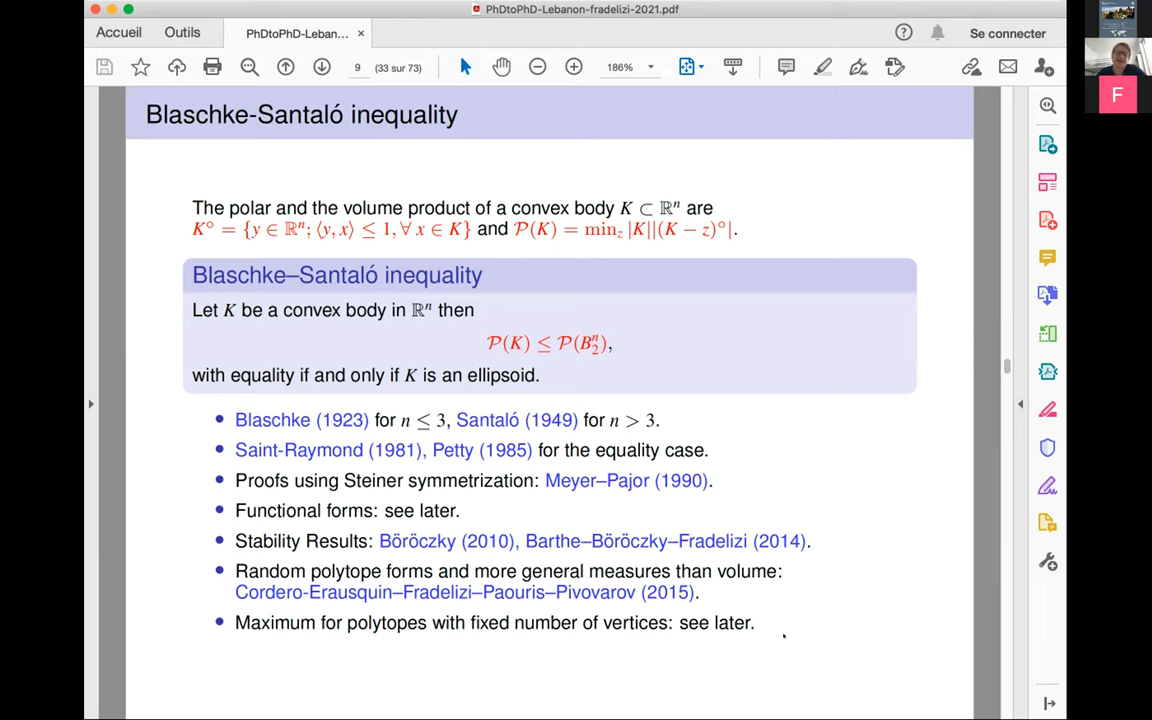 PhDtoPhD-Lebanon-fradelizi-2021.pdf
Accueil
Outils
PhDtoPhD-Leban... ×
Se connecter
9 (33 sur 73)
186%
F
Blaschke-Santaló inequality
The polar and the volume product of a convex body K ⊂ ℝⁿ are
K° = {y ∈ ℝⁿ; ⟨y, x⟩ ≤ 1, ∀ x ∈ K} and 𝒫(K) = min_z |K||(K − z)°|.
Blaschke–Santaló inequality
Let K be a convex body in ℝⁿ then
𝒫(K) ≤ 𝒫(B₂ⁿ),
with equality if and only if K is an ellipsoid.
• Blaschke (1923) for n ≤ 3, Santaló (1949) for n > 3.
• Saint-Raymond (1981), Petty (1985) for the equality case.
• Proofs using Steiner symmetrization: Meyer–Pajor (1990).
• Functional forms: see later.
• Stability Results: Böröczky (2010), Barthe–Böröczky–Fradelizi (2014).
• Random polytope forms and more general measures than volume:
Cordero-Erausquin–Fradelizi–Paouris–Pivovarov (2015).
• Maximum for polytopes with fixed number of vertices: see later.